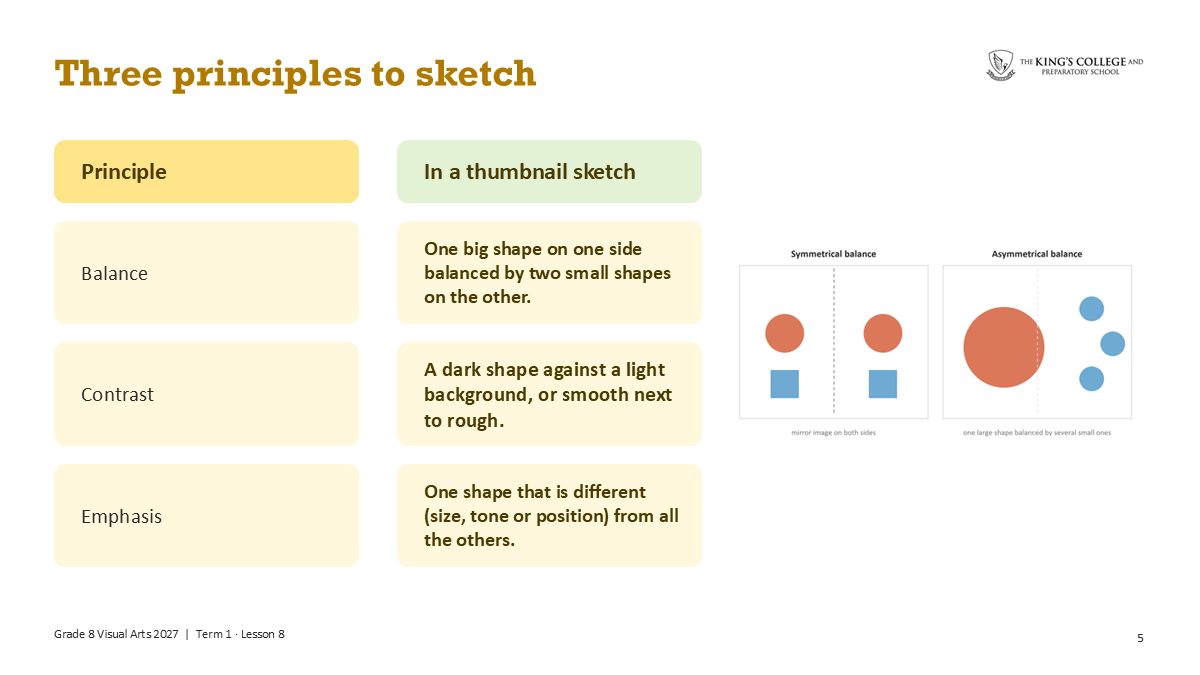 Three principles to sketch
THE KING'S COLLEGE AND
PREPARATORY SCHOOL
Principle
In a thumbnail sketch
Balance
One big shape on one side
balanced by two small shapes
on the other.
Contrast
A dark shape against a light
background, or smooth next
to rough.
Emphasis
One shape that is different
(size, tone or position) from all
the others.
Symmetrical balance
Asymmetrical balance
mirror image on both sides
one large shape balanced by several small ones
Grade 8 Visual Arts 2027 | Term 1 · Lesson 8
5